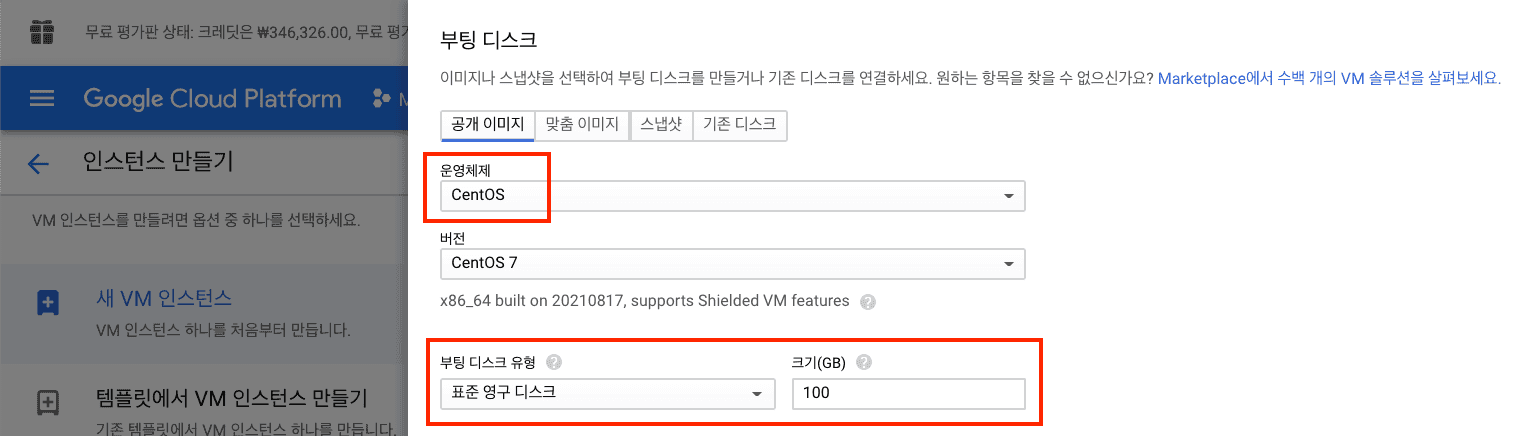 무료 평가판 상태: 크레딧은 ₩346,326.00, 무료 평가
Google Cloud Platform
인스턴스 만들기
VM 인스턴스를 만들려면 옵션 중 하나를 선택하세요.
새 VM 인스턴스
VM 인스턴스 하나를 처음부터 만듭니다.
템플릿에서 VM 인스턴스 만들기
기존 템플릿에서 VM 인스턴스 하나를 만듭니다.
부팅 디스크
이미지나 스냅샷을 선택하여 부팅 디스크를 만들거나 기존 디스크를 연결하세요. 원하는 항목을 찾을 수 없으신가요? Marketplace에서 수백 개의 VM 솔루션을 살펴보세요.
공개 이미지 맞춤 이미지 스냅샷 기존 디스크
운영체제
CentOS
버전
CentOS 7
x86_64 built on 20210817, supports Shielded VM features
부팅 디스크 유형 크기(GB)
표준 영구 디스크 100